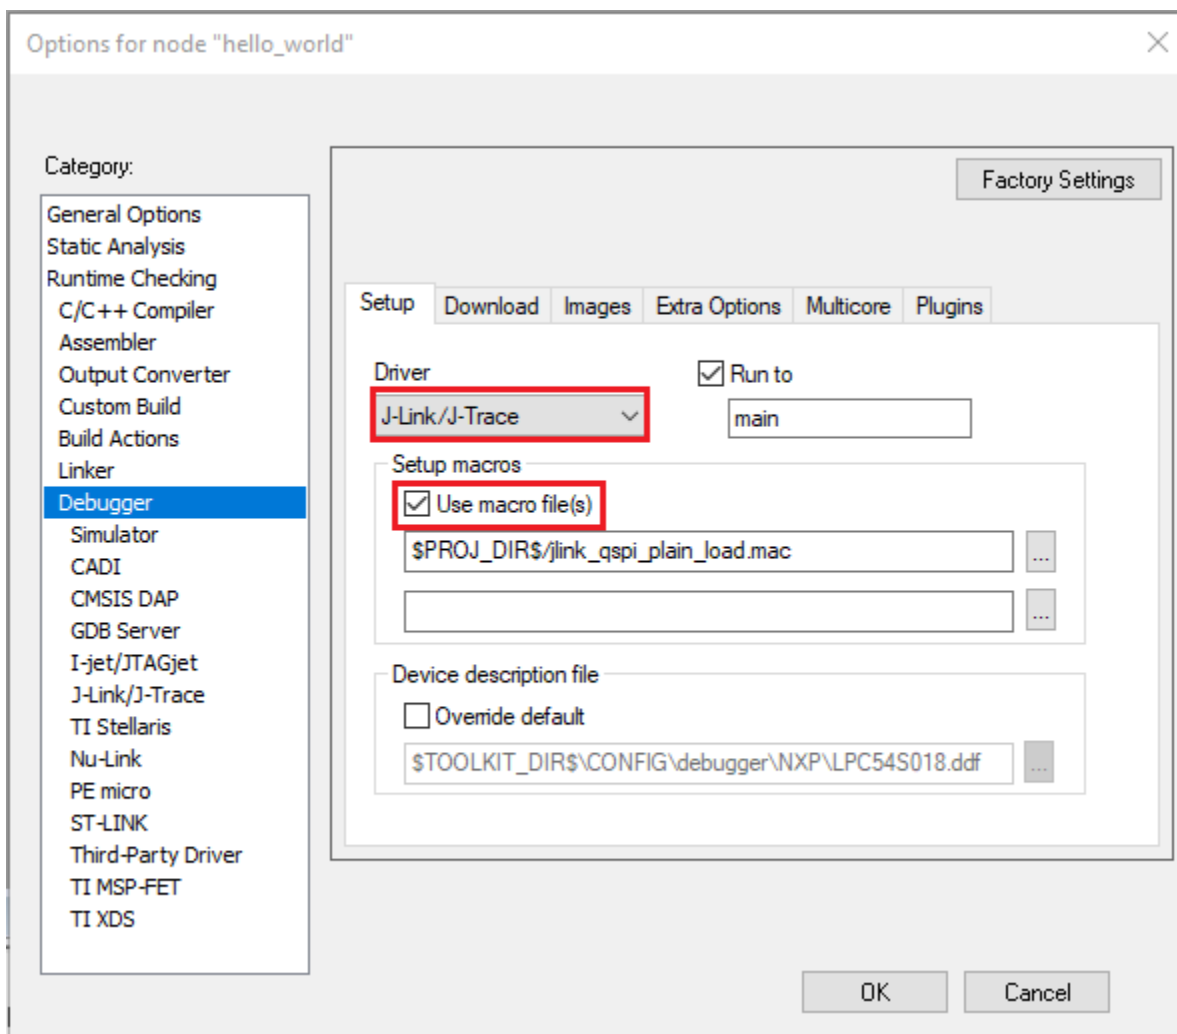 Options for node "hello_world"
Category:
General Options
Static Analysis
Runtime Checking
C/C++ Compiler
Assembler
Output Converter
Custom Build
Build Actions
Linker
Debugger
Simulator
CADI
CMSIS DAP
GDB Server
I-jet/JTAGjet
J-Link/J-Trace
TI Stellaris
Nu-Link
PE micro
ST-LINK
Third-Party Driver
TI MSP-FET
TI XDS
Factory Settings
Setup Download Images Extra Options Multicore Plugins
Driver
J-Link/J-Trace
Run to
main
Setup macros
Use macro file(s)
$PROJ_DIR$/jlink_qspi_plain_load.mac
...
...
Device description file
Override default
$TOOLKIT_DIR$\CONFIG\debugger\NXP\LPC54S018.ddf
...
OK Cancel